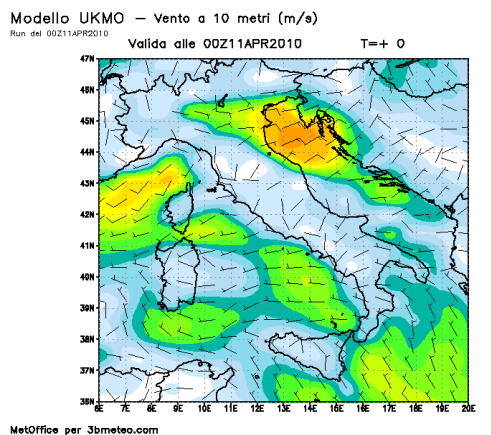 Modello UKMO – Vento a 10 metri (m/s)
Run del 00Z11APR2010
Valida alle 00Z11APR2010 T=+ 0
47N
46N
45N
44N
43N
42N
41N
40N
39N
38N
37N
36N
6E 7E 8E 9E 10E 11E 12E 13E 14E 15E 16E 17E 18E 19E 20E
MetOffice per 3bmeteo.com